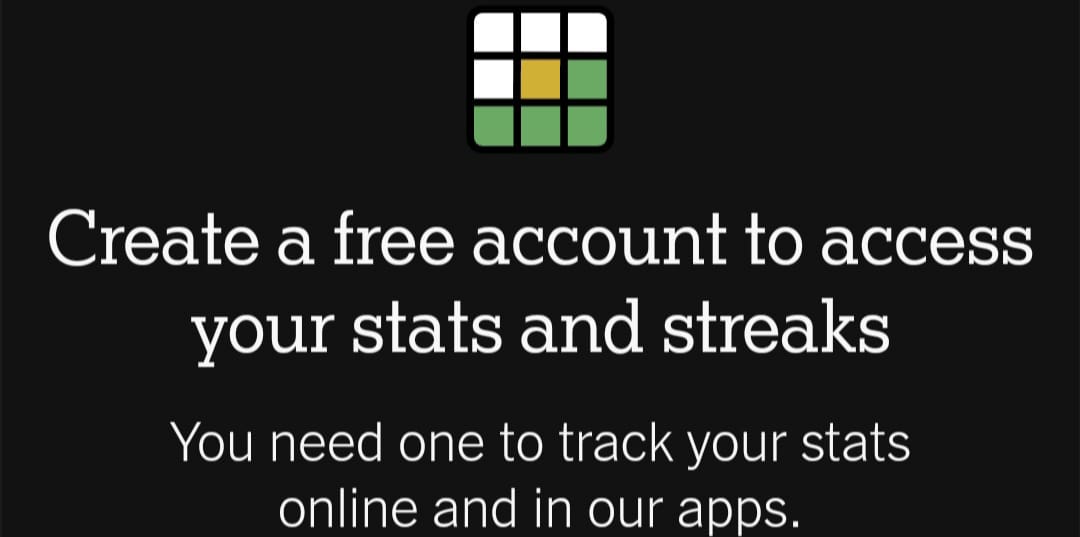 Create a free account to access
your stats and streaks
You need one to track your stats
online and in our apps.